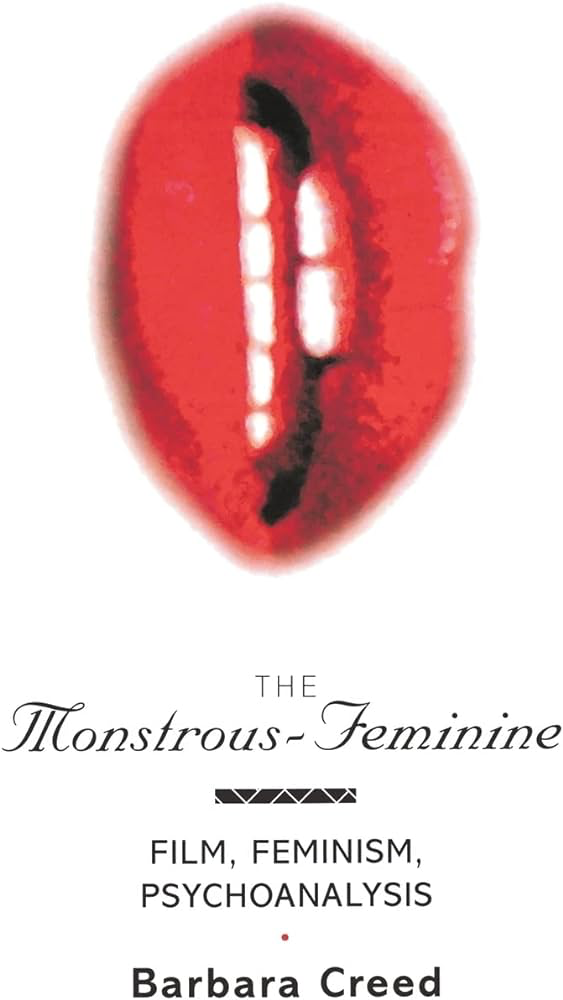 THE
Monstrous-Feminine
FILM, FEMINISM,
PSYCHOANALYSIS
Barbara Creed